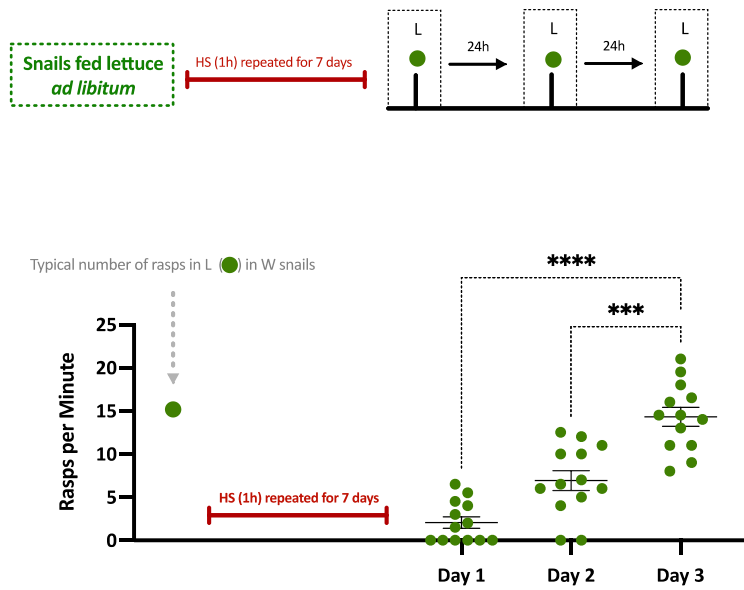 L
L
L
24h
24h
Snails fed lettuce
ad libitum
HS (1h) repeated for 7 days
Typical number of rasps in L ( ) in W snails
****
***
25
20
15
10
5
0
Rasps per Minute
HS (1h) repeated for 7 days
Day 1
Day 2
Day 3